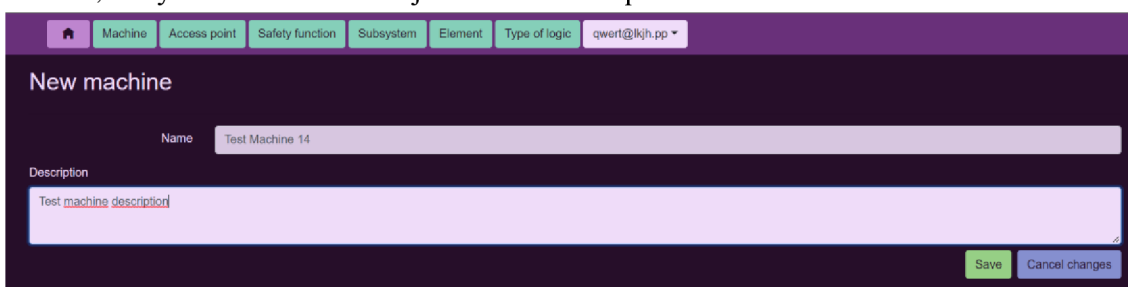 Machine Access point Safety function Subsystem Element Type of logic qwert@lkjh.pp
New machine
Name Test Machine 14
Description
Test machine description
Save Cancel changes